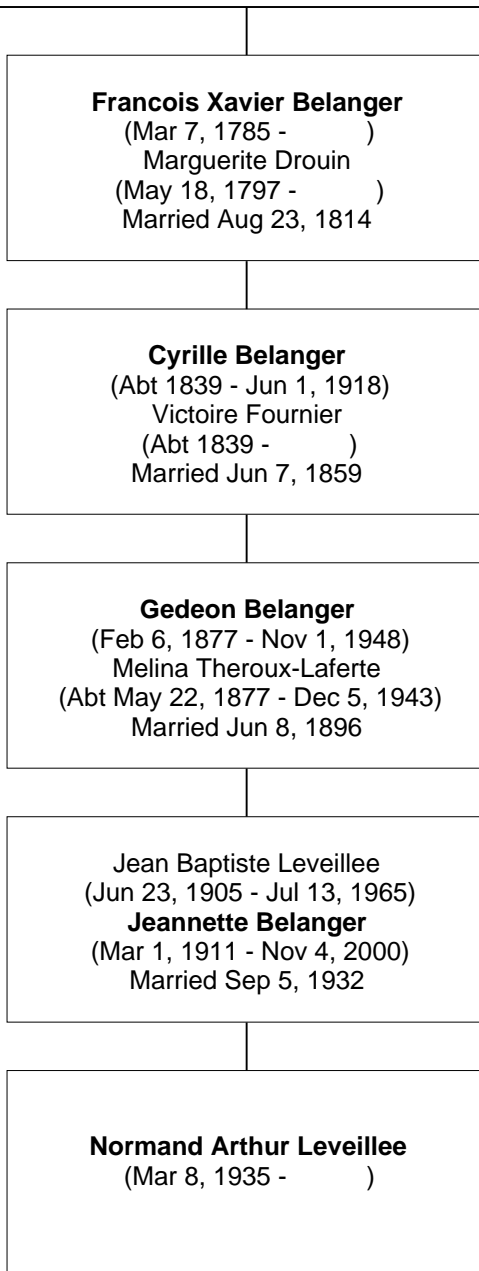 Francois Xavier Belanger
(Mar 7, 1785 - )
Marguerite Drouin
(May 18, 1797 - )
Married Aug 23, 1814
Cyrille Belanger
(Abt 1839 - Jun 1, 1918)
Victoire Fournier
(Abt 1839 - )
Married Jun 7, 1859
Gedeon Belanger
(Feb 6, 1877 - Nov 1, 1948)
Melina Theroux-Laferte
(Abt May 22, 1877 - Dec 5, 1943)
Married Jun 8, 1896
Jean Baptiste Leveillee
(Jun 23, 1905 - Jul 13, 1965)
Jeannette Belanger
(Mar 1, 1911 - Nov 4, 2000)
Married Sep 5, 1932
Normand Arthur Leveillee
(Mar 8, 1935 - )